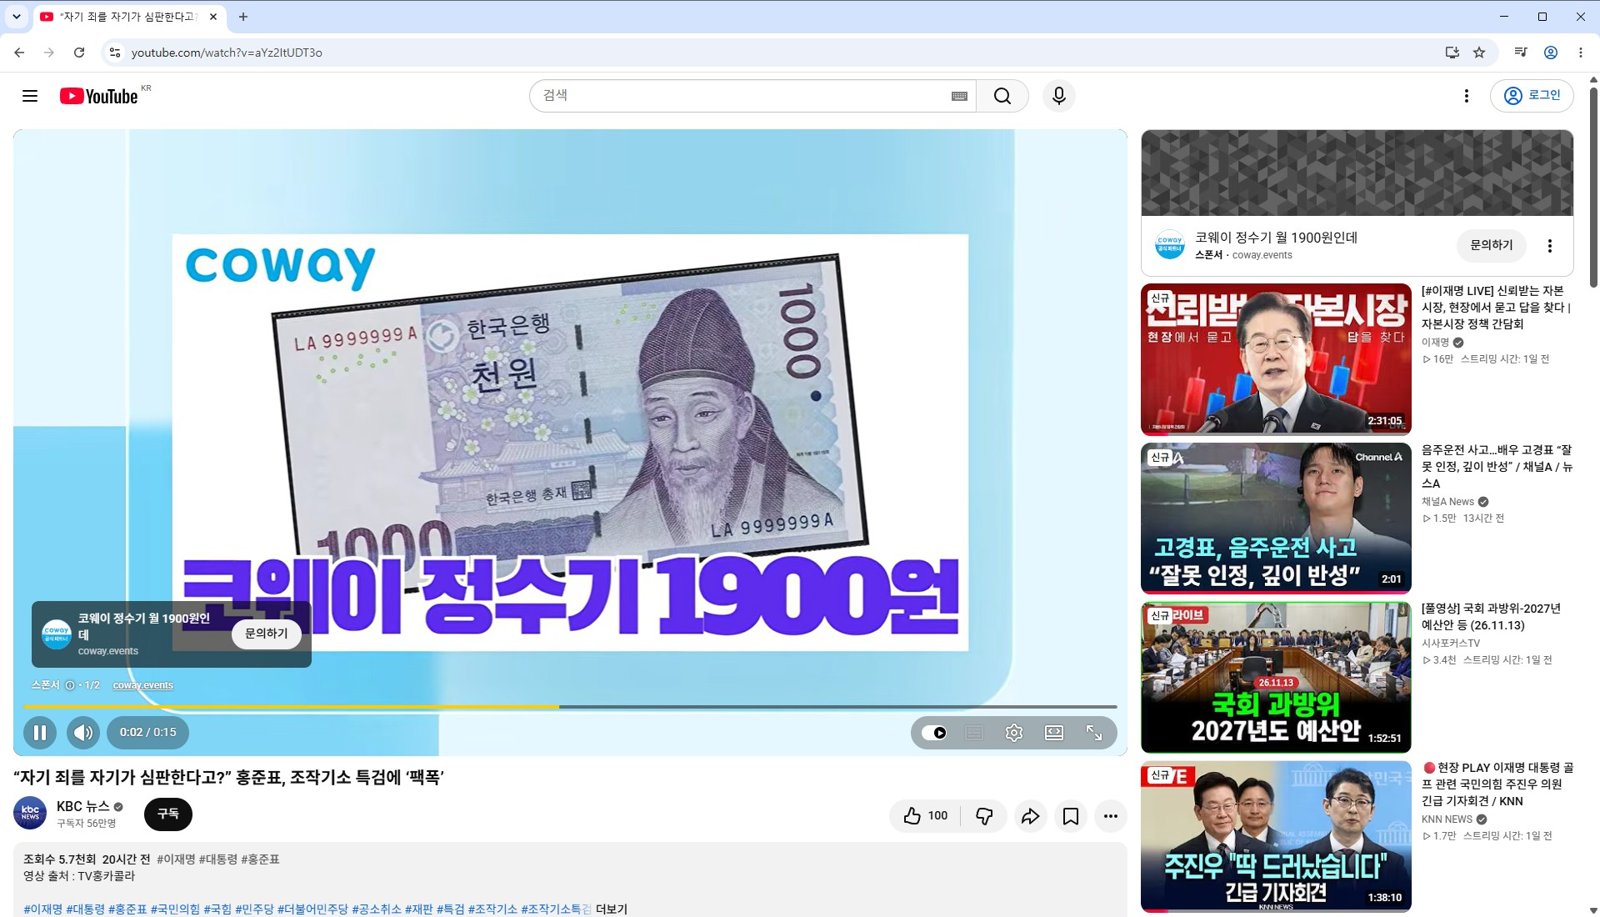 “자기 죄를 자기가 심판한다고?
youtube.com/watch?v=aYz2ItUDT3o
YouTube KR
검색
로그인
coway
LA 9999999 A
한국은행
천원
1000
한국은행 총재
LA 9999999A
1000
코웨이 정수기 1900원
coway
코웨이 정수기 월 1900원인
데
coway.events
문의하기
스폰서 · 1/2 coway.events
0:02 / 0:15
“자기 죄를 자기가 심판한다고?” 홍준표, 조작기소 특검에 ‘팩폭’
kbc NEWS
KBC 뉴스
구독자 56만명
구독
100
조회수 5.7천회 20시간 전 #이재명 #대통령 #홍준표
영상 출처 : TV홍카콜라
#이재명 #대통령 #홍준표 #국민의힘 #국힘 #민주당 #더불어민주당 #공소취소 #재판 #특검 #조작기소 #조작기소특검 더보기
coway
코웨이 정수기 월 1900원인데
스폰서 · coway.events
문의하기
신규
신뢰받는 자본시장
현장에서 묻고 답을 찾다
2:31:05
[#이재명 LIVE] 신뢰받는 자본
시장, 현장에서 묻고 답을 찾다 |
자본시장 정책 간담회
이재명
16만 스트리밍 시간: 1일 전
신규
Channel A
고경표, 음주운전 사고
“잘못 인정, 깊이 반성”
2:01
음주운전 사고...배우 고경표 “잘
못 인정, 깊이 반성” / 채널A / 뉴
스A
채널A News
1.5만 13시간 전
신규
라이브
26.11.13
국회 과방위
2027년도 예산안
1:52:51
[풀영상] 국회 과방위-2027년
예산안 등 (26.11.13)
시사포커스TV
3.4천 스트리밍 시간: 1일 전
신규
주진우 "딱 드러났습니다"
긴급 기자회견
KNN NEWS
1:38:10
현장 PLAY 이재명 대통령 골
프 관련 국민의힘 주진우 의원
긴급 기자회견 / KNN
KNN NEWS
1.7만 스트리밍 시간: 1일 전